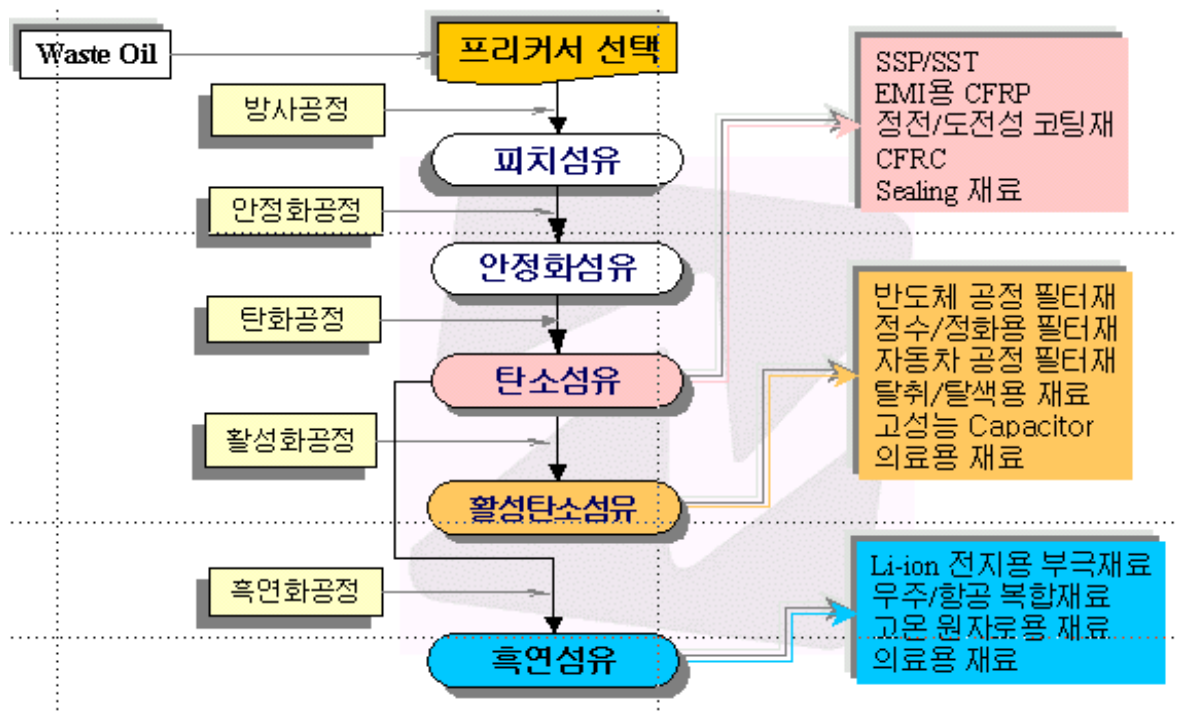 Waste Oil
프리커서 선택
방사공정
피치섬유
안정화공정
안정화섬유
탄화공정
탄소섬유
활성화공정
활성탄소섬유
흑연화공정
흑연섬유
SSP/SST
EMI용 CFRP
정전/도전성 코팅재
CFRC
Sealing 재료
반도체 공정 필터재
정수/정화용 필터재
자동차 공정 필터재
탈취/탈색용 재료
고성능 Capacitor
의료용 재료
Li-ion 전지용 부극재료
우주/항공 복합재료
고온 원자로용 재료
의료용 재료